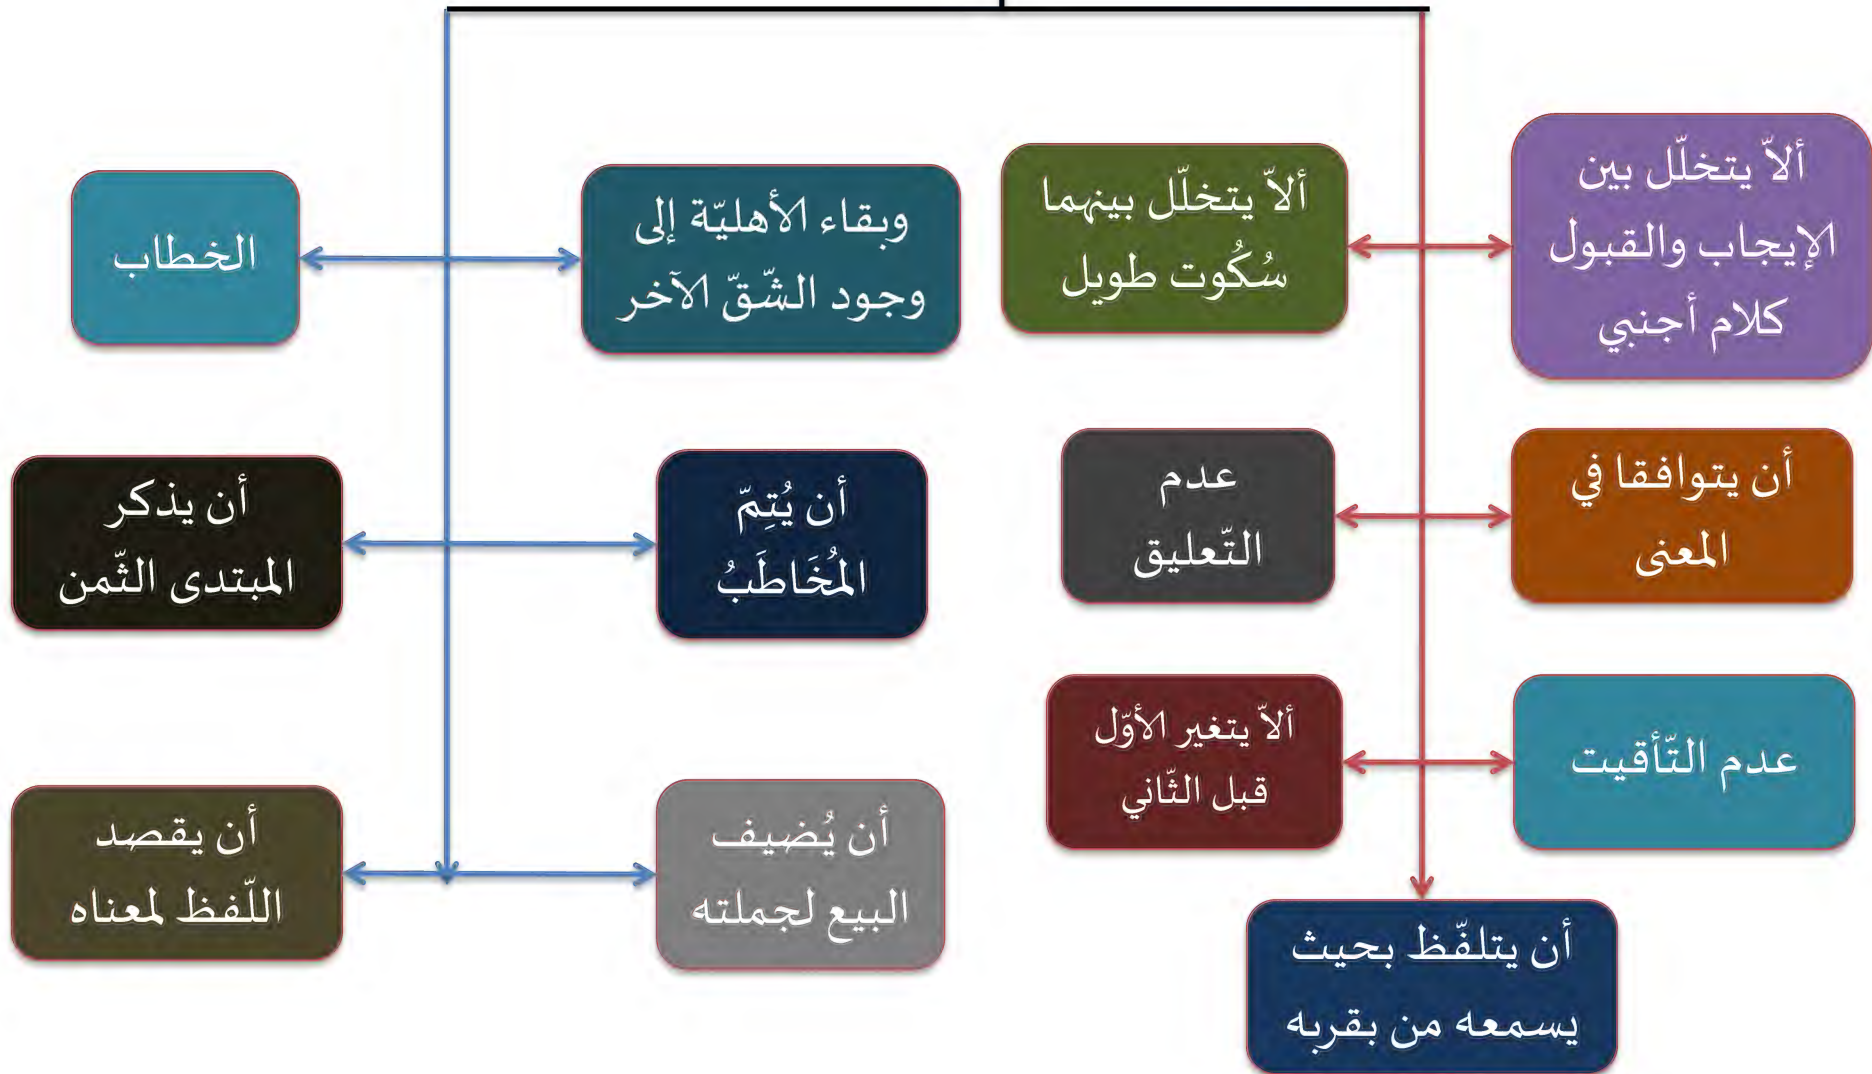 ألاّ يتخلّل بين
الإيجاب والقبول
كلام أجنبي
ألاّ يتخلّل بينهما
سُكُوت طويل
أن يتوافقا في
المعنى
عدم
التّعليق
عدم التّأقيت
ألاّ يتغير الأوّل
قبل الثّاني
أن يتلفّظ بحيث
يسمعه من بقربه
وبقاء الأهليّة إلى
وجود الشّقّ الآخر
الخطاب
أن يُتِمّ
المُخَاطَبُ
أن يذكر
المبتدى الثّمن
أن يُضيف
البيع لجملته
أن يقصد
اللّفظ لمعناه